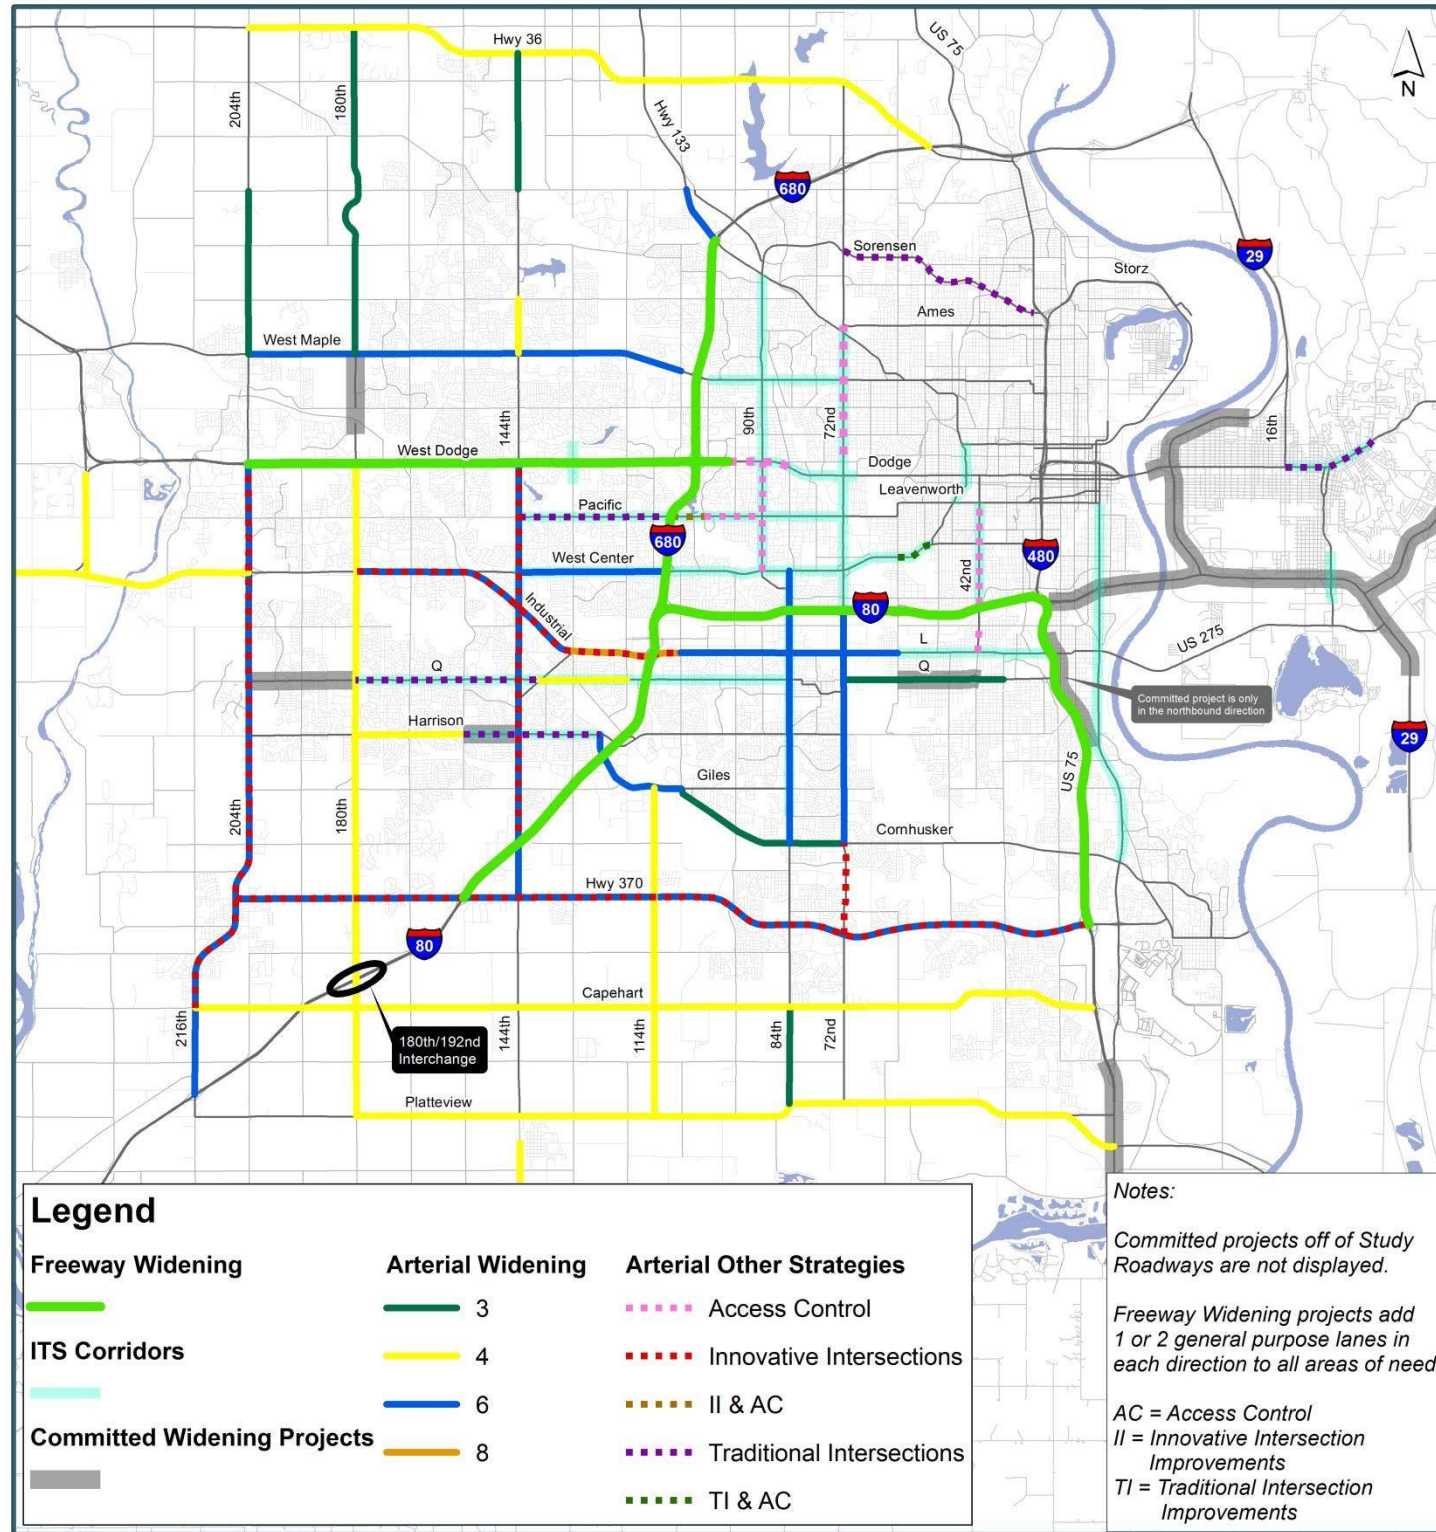 US 75
Hwy 36
N
204th
180th
Hwy 133
680
Sorensen
29
Storz
Ames
West Maple
144th
90th
72nd
16th
West Dodge
Dodge
Leavenworth
Pacific
680
480
West Center
42nd
Industrial
80
L
US 275
Q
Q
Committed project is only
in the northbound direction
Harrison
29
US 75
Giles
204th
180th
Cornhusker
Hwy 370
80
Capehart
216th
180th/192nd
Interchange
144th
114th
84th
72nd
Platteview
Legend
Freeway Widening
ITS Corridors
Committed Widening Projects
Arterial Widening
3
4
6
8
Arterial Other Strategies
Access Control
Innovative Intersections
II & AC
Traditional Intersections
TI & AC
Notes:
Committed projects off of Study
Roadways are not displayed.
Freeway Widening projects add
1 or 2 general purpose lanes in
each direction to all areas of need
AC = Access Control
II = Innovative Intersection
Improvements
TI = Traditional Intersection
Improvements